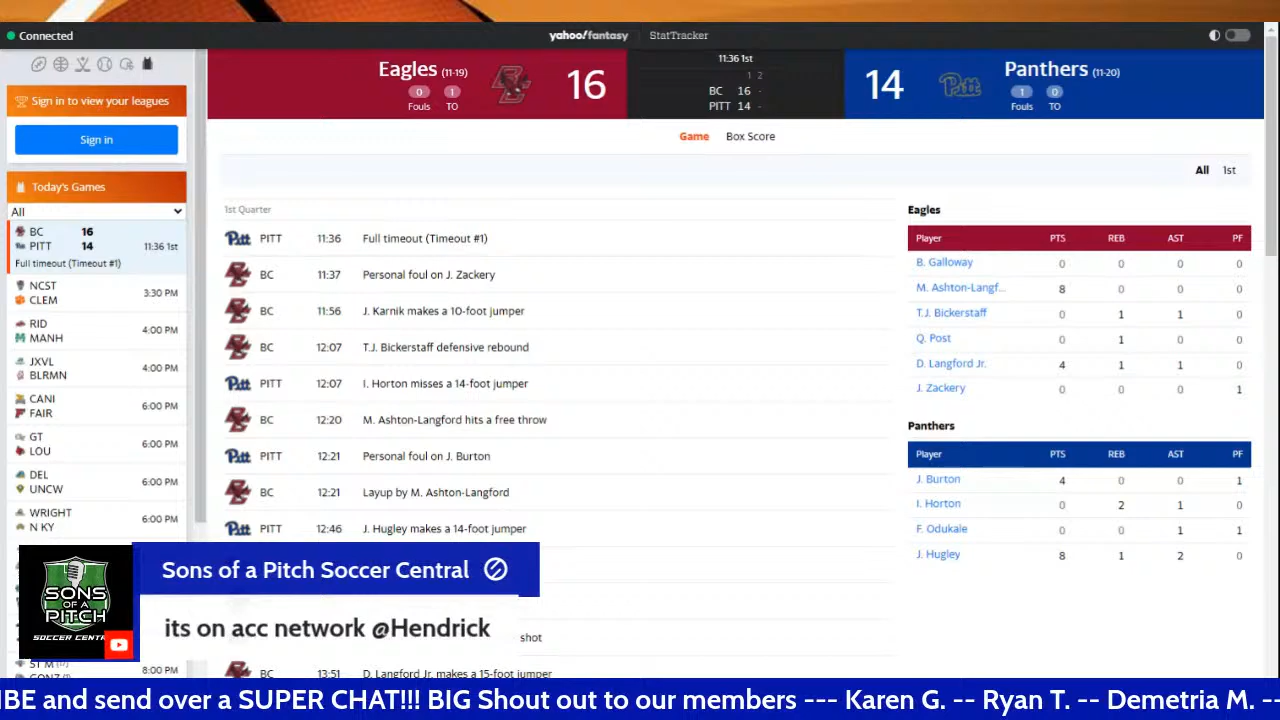 Connected
yahoo!fantasy StatTracker
Sign in to view your leagues
Sign in
Today's Games
All
BC 16
PITT 14 11:36 1st
Full timeout (Timeout #1)
NCST
CLEM 3:30 PM
RID
MANH 4:00 PM
JXVL
BLRMN 4:00 PM
CANI
FAIR 6:00 PM
GT
LOU 6:00 PM
DEL
UNCW 6:00 PM
WRIGHT
N KY 6:00 PM
8:00 PM
Eagles (11-19) 16
0 1
Fouls TO
11:36 1st
1 2
BC 16 -
PITT 14 -
14 Pitt Panthers (11-20)
1 0
Fouls TO
Game Box Score
All 1st
1st Quarter
Pitt PITT 11:36 Full timeout (Timeout #1)
BC 11:37 Personal foul on J. Zackery
BC 11:56 J. Karnik makes a 10-foot jumper
BC 12:07 T.J. Bickerstaff defensive rebound
Pitt PITT 12:07 I. Horton misses a 14-foot jumper
BC 12:20 M. Ashton-Langford hits a free throw
Pitt PITT 12:21 Personal foul on J. Burton
BC 12:21 Layup by M. Ashton-Langford
Pitt PITT 12:46 J. Hugley makes a 14-foot jumper
shot
BC 13:51 D. Langford Jr. makes a 15-foot jumper
Eagles
Player PTS REB AST PF
B. Galloway 0 0 0 0
M. Ashton-Langf... 8 0 0 0
T.J. Bickerstaff 0 1 1 0
Q. Post 0 1 0 0
D. Langford Jr. 4 1 1 0
J. Zackery 0 0 0 1
Panthers
Player PTS REB AST PF
J. Burton 4 0 0 1
I. Horton 0 2 1 0
F. Odukale 0 0 1 1
J. Hugley 8 1 2 0
SONS
OF A
PITCH
Sons of a Pitch Soccer Central
its on acc network @Hendrick
IBE and send over a SUPER CHAT!!! BIG Shout out to our members --- Karen G. -- Ryan T. -- Demetria M. --